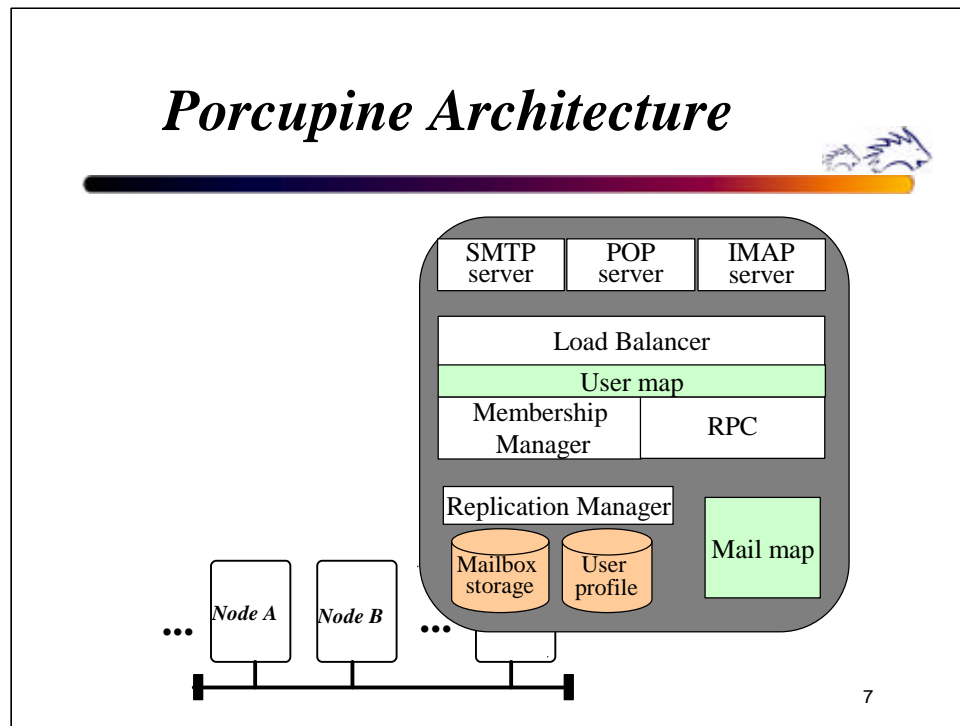 Porcupine Architecture
SMTP
server
POP
server
IMAP
server
Load Balancer
User map
Membership
Manager
RPC
Replication Manager
Mailbox
storage
User
profile
Mail map
...
Node A
Node B
...
7